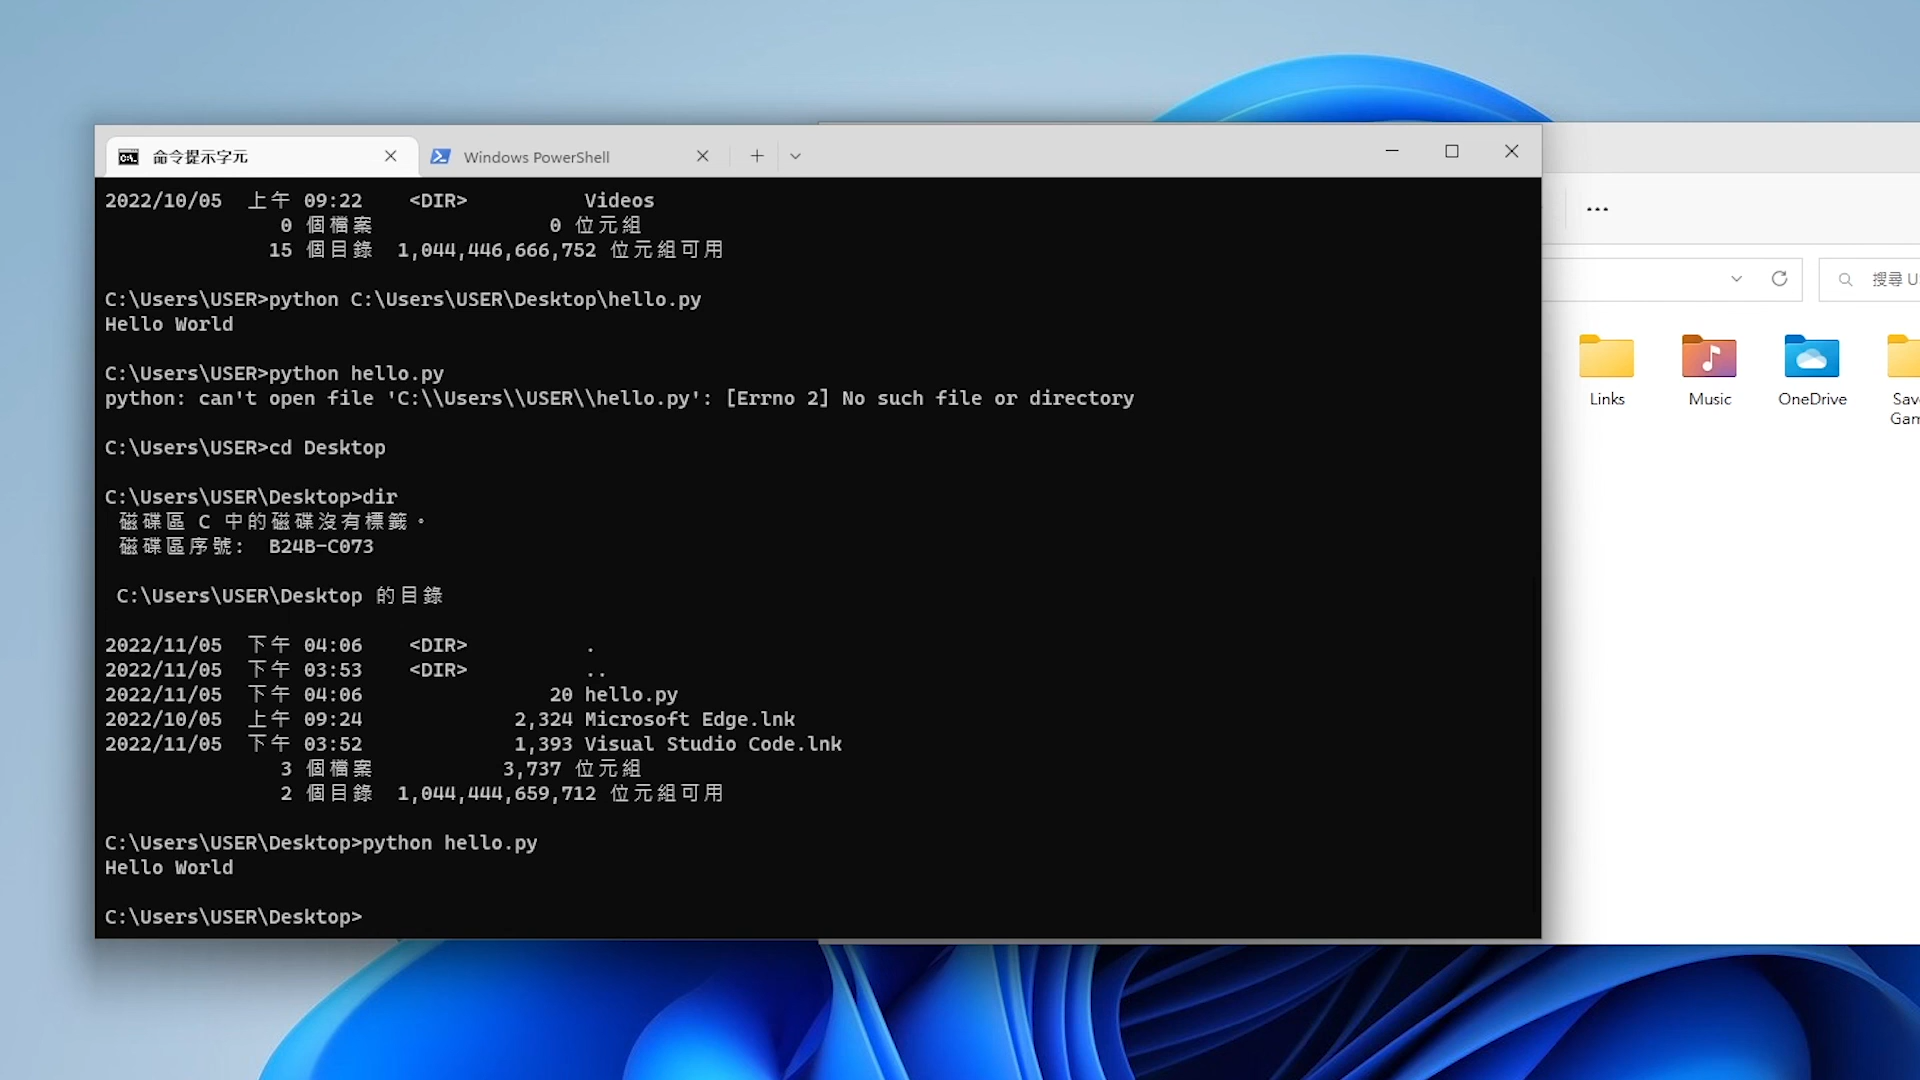 命令提示字元
Windows PowerShell
2022/10/05  上午 09:22    <DIR>          Videos
0 個檔案              0 位元組
15 個目錄  1,044,446,666,752 位元組可用
C:\Users\USER>python C:\Users\USER\Desktop\hello.py
Hello World
C:\Users\USER>python hello.py
python: can't open file 'C:\\Users\\USER\\hello.py': [Errno 2] No such file or directory
C:\Users\USER>cd Desktop
C:\Users\USER\Desktop>dir
磁碟區 C 中的磁碟沒有標籤。
磁碟區序號:  B24B-C073
C:\Users\USER\Desktop 的目錄
2022/11/05  下午 04:06    <DIR>          .
2022/11/05  下午 03:53    <DIR>          ..
2022/11/05  下午 04:06                20 hello.py
2022/10/05  上午 09:24             2,324 Microsoft Edge.lnk
2022/11/05  下午 03:52             1,393 Visual Studio Code.lnk
3 個檔案           3,737 位元組
2 個目錄  1,044,444,659,712 位元組可用
C:\Users\USER\Desktop>python hello.py
Hello World
C:\Users\USER\Desktop>
搜尋
Links
Music
OneDrive